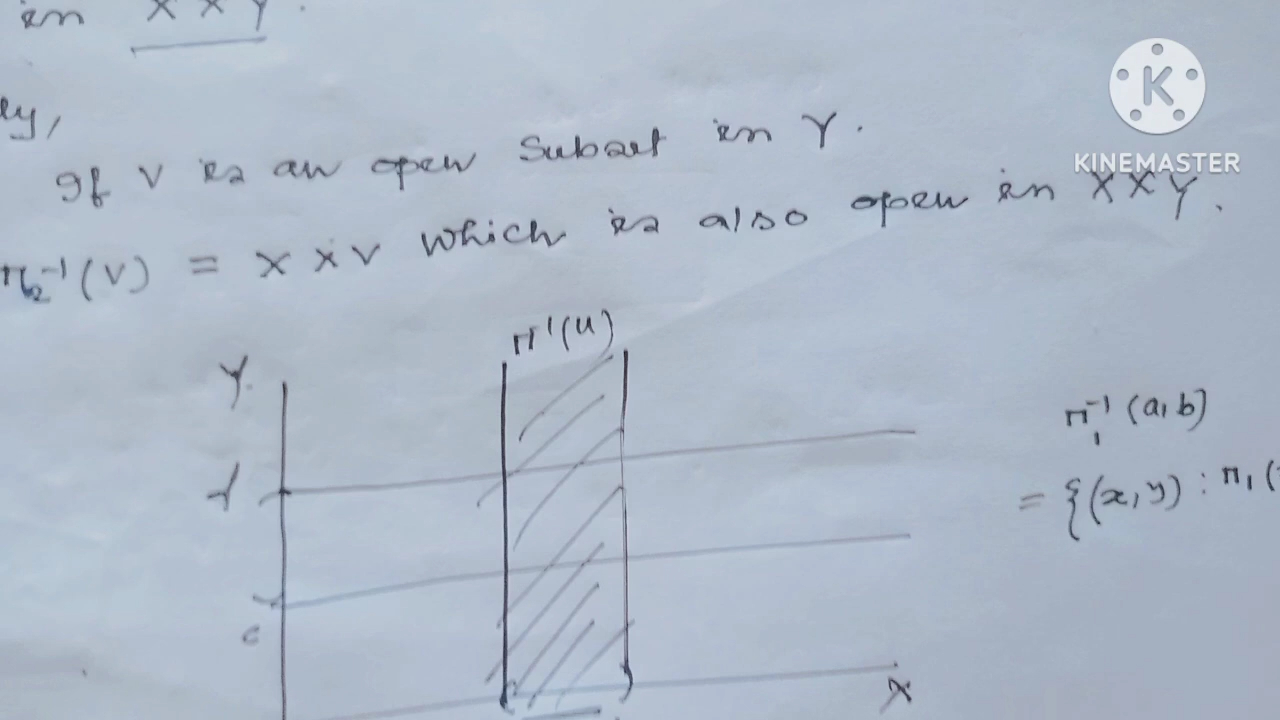 in X × Y.
ly,
If V is an open Subset in Y.
π₂⁻¹(V) = X × V which is also open in X × Y.
π⁻¹(U)
Y
d
c
X
π₁⁻¹(a,b)
= {(x,y) : π₁(
K
KINEMASTER